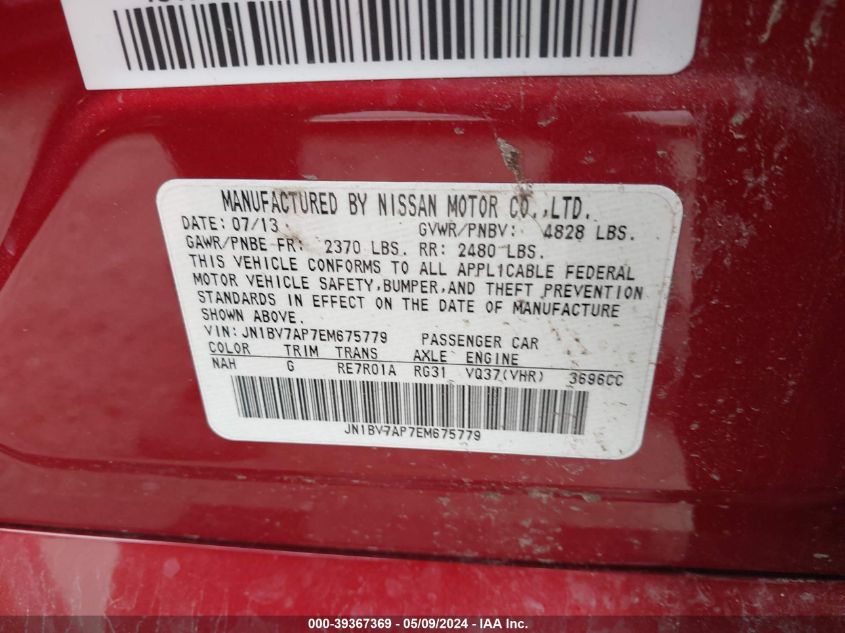 MANUFACTURED BY NISSAN MOTOR CO.,LTD.
DATE: 07/13 GVWR/PNBV: 4828 LBS.
GAWR/PNBE FR: 2370 LBS. RR: 2480 LBS.
THIS VEHICLE CONFORMS TO ALL APPLICABLE FEDERAL
MOTOR VEHICLE SAFETY,BUMPER,AND THEFT PREVENTION
STANDARDS IN EFFECT ON THE DATE OF MANUFACTURE
SHOWN ABOVE.
VIN:JN1BV7AP7EM675779 PASSENGER CAR
COLOR TRIM TRANS AXLE ENGINE
NAH G RE7R01A RG31 VQ37(VHR) 3696CC
JN1BV7AP7EM675779
000-39367369 - 05/09/2024 - IAA Inc.